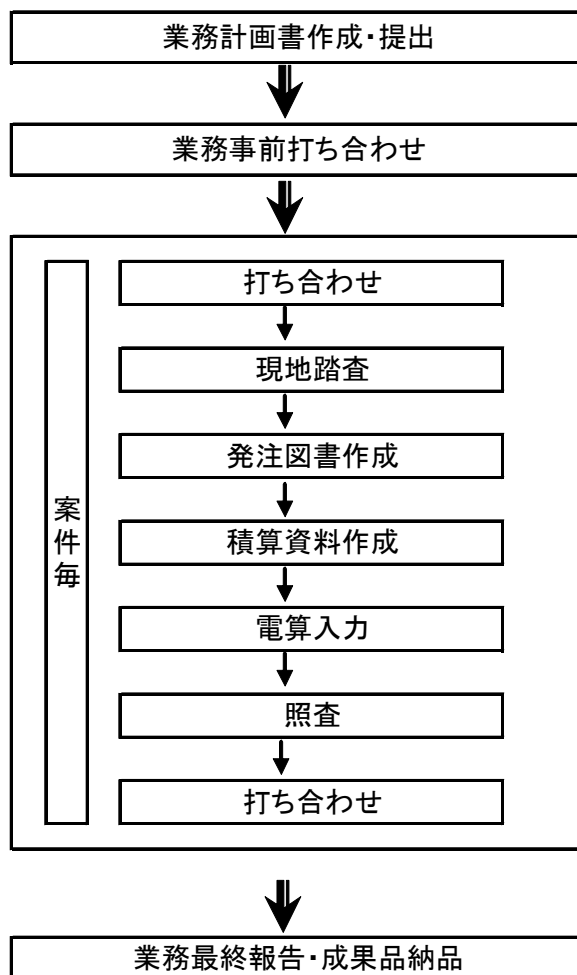 業務計画書作成・提出
業務事前打ち合わせ
案件毎
打ち合わせ
現地踏査
発注図書作成
積算資料作成
電算入力
照査
打ち合わせ
業務最終報告・成果品納品